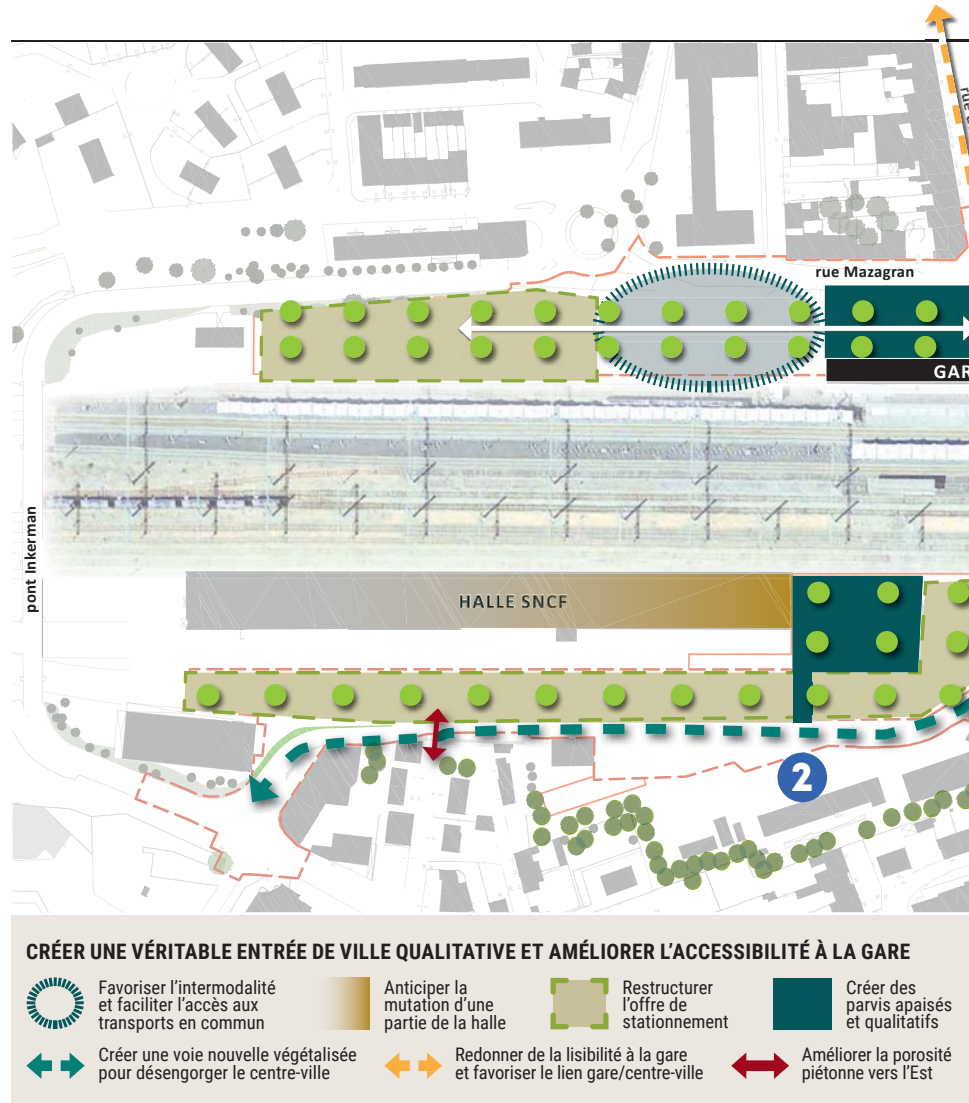 rue
rue Mazagran
GAR
pont Inkerman
HALLE SNCF
2
CRÉER UNE VÉRITABLE ENTRÉE DE VILLE QUALITATIVE ET AMÉLIORER L'ACCESSIBILITÉ À LA GARE
Favoriser l'intermodalité
et faciliter l'accès aux
transports en commun
Anticiper la
mutation d'une
partie de la halle
Restructurer
l'offre de
stationnement
Créer des
parvis apaisés
et qualitatifs
Créer une voie nouvelle végétalisée
pour désengorger le centre-ville
Redonner de la lisibilité à la gare
et favoriser le lien gare/centre-ville
Améliorer la porosité
piétonne vers l'Est